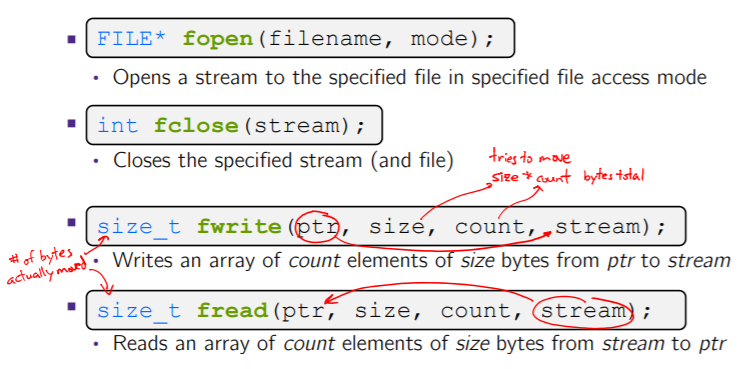 FILE* fopen(filename, mode);
Opens a stream to the specified file in specified file access mode
int fclose(stream);
Closes the specified stream (and file)
tries to move
size * count bytes total
size_t fwrite(ptr, size, count, stream);
# of bytes
actually moved
Writes an array of count elements of size bytes from ptr to stream
size_t fread(ptr, size, count, stream);
Reads an array of count elements of size bytes from stream to ptr